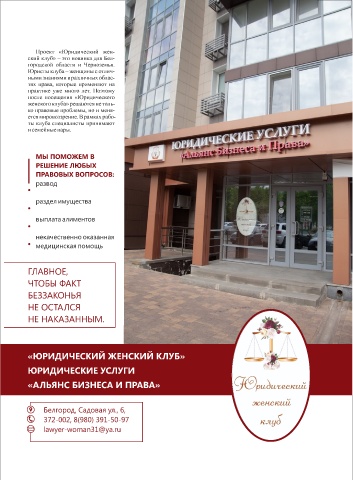 Проект «Юридический жен-
ский клуб» – это новинка для Бел-
городской области и Черноземья.
Юристы клуба – женщины с отлич-
ными знаниями в различных облас-
тях права, которые применяют на
практике уже много лет. Поэтому
после посещения «Юридического
женского клуба» решаются не толь-
ко правовые проблемы, но и меня-
ется мировоззрение. В рамках рабо-
ты клуба специалисты принимают
и семейные пары.
МЫ ПОМОЖЕМ В
РЕШЕНИЕ ЛЮБЫХ
ПРАВОВЫХ ВОПРОСОВ:
развод
раздел имущества
выплата алиментов
некачественно оказанная
медицинская помощь
ГЛАВНОЕ,
ЧТОБЫ ФАКТ
БЕЗЗАКОНЬЯ
НЕ ОСТАЛСЯ
НЕ НАКАЗАННЫМ.
ЮРИДИЧЕСКИЕ УСЛУГИ
«Альянс Бизнеса и Права»
«ЮРИДИЧЕСКИЙ ЖЕНСКИЙ КЛУБ»
ЮРИДИЧЕСКИЕ УСЛУГИ
«АЛЬЯНС БИЗНЕСА И ПРАВА»
Белгород, Садовая ул., 6,
372-002, 8(980) 391-50-97
lawyer-woman31@ya.ru
Юридический
женский
клуб